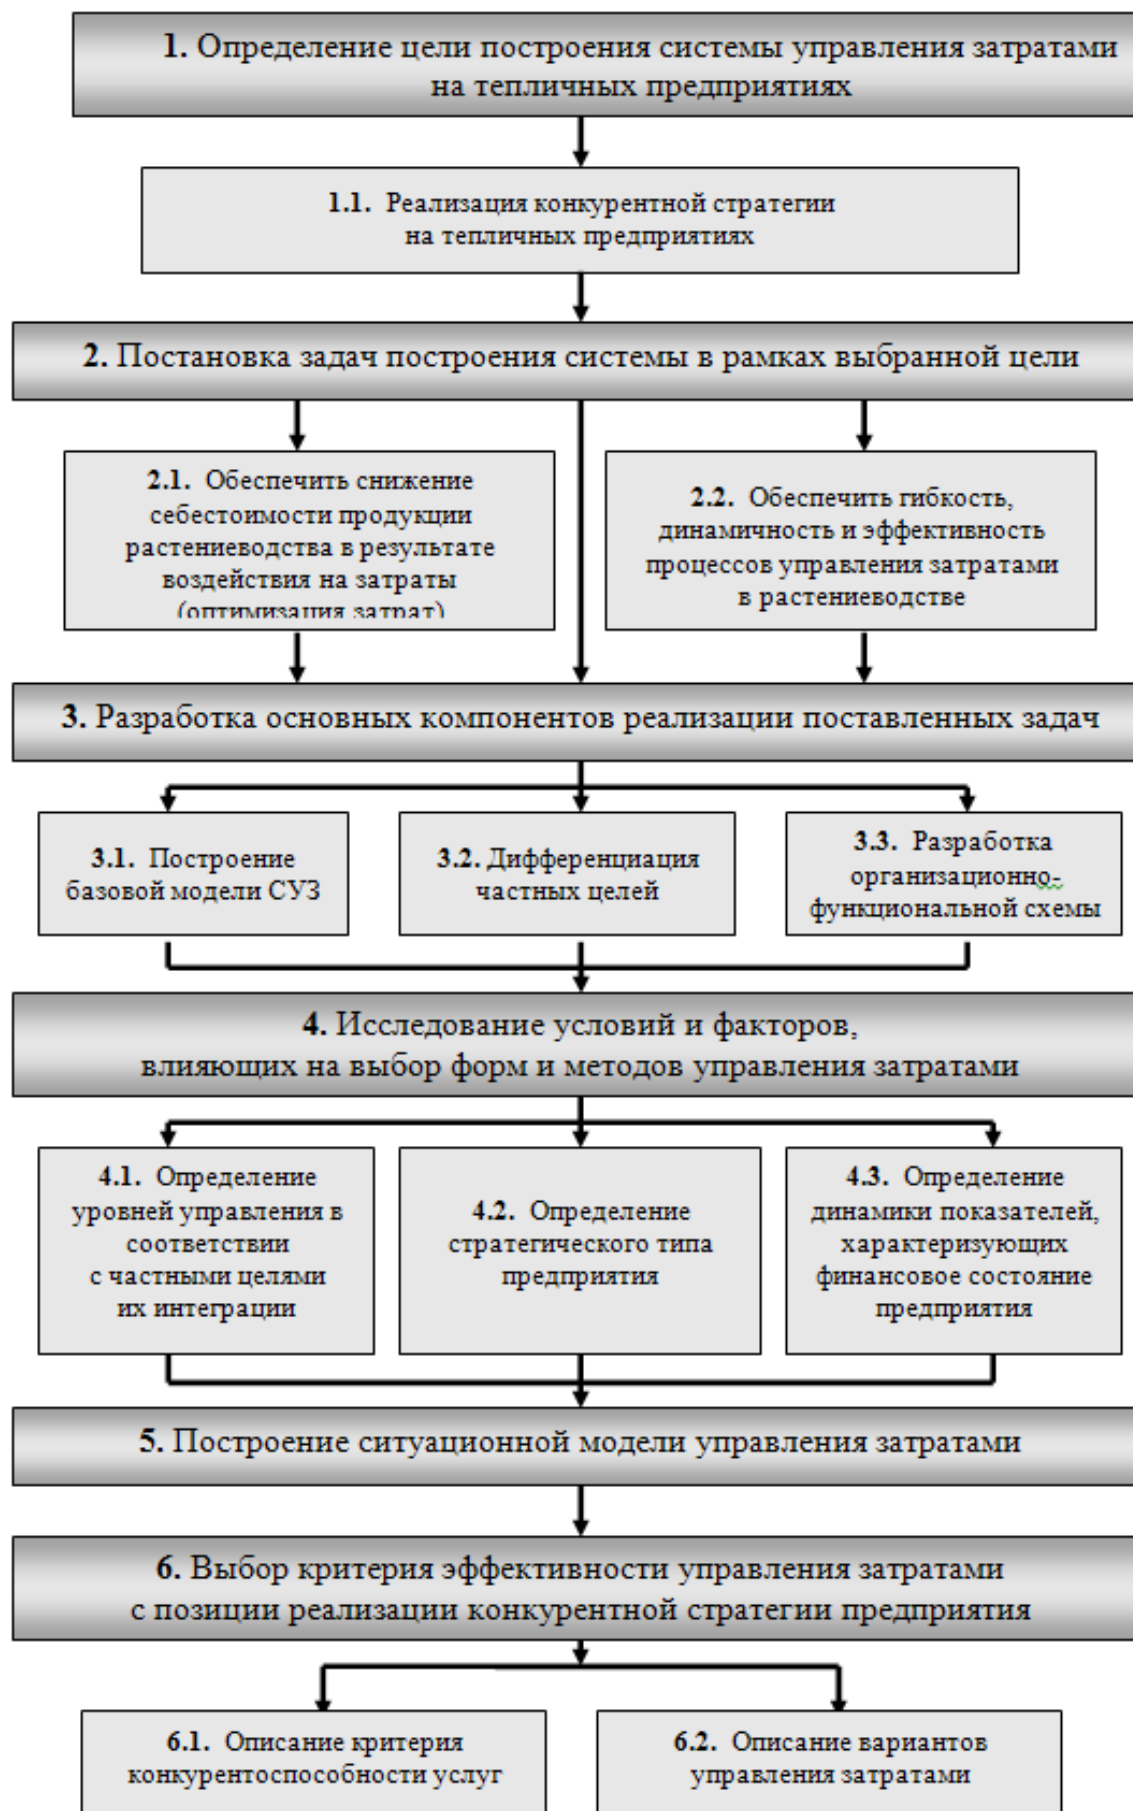 1. Определение цели построения системы управления затратами
на тепличных предприятиях
1.1. Реализация конкурентной стратегии
на тепличных предприятиях
2. Постановка задач построения системы в рамках выбранной цели
2.1. Обеспечить снижение
себестоимости продукции
растениеводства в результате
воздействия на затраты
(оптимизация затрат)
2.2. Обеспечить гибкость,
динамичность и эффективность
процессов управления затратами
в растениеводстве
3. Разработка основных компонентов реализации поставленных задач
3.1. Построение
базовой модели СУЗ
3.2. Дифференциация
частных целей
3.3. Разработка
организационно-
функциональной схемы
4. Исследование условий и факторов,
влияющих на выбор форм и методов управления затратами
4.1. Определение
уровней управления в
соответствии
с частными целями
их интеграции
4.2. Определение
стратегического типа
предприятия
4.3. Определение
динамики показателей,
характеризующих
финансовое состояние
предприятия
5. Построение ситуационной модели управления затратами
6. Выбор критерия эффективности управления затратами
с позиции реализации конкурентной стратегии предприятия
6.1. Описание критерия
конкурентоспособности услуг
6.2. Описание вариантов
управления затратами